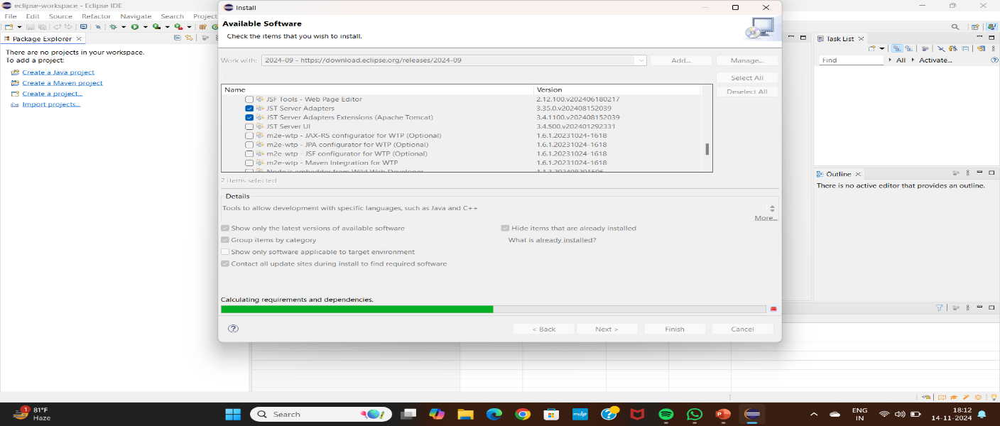 eclipse-workspace - Eclipse IDE
File Edit Source Refactor Navigate Search Project
Package Explorer
There are no projects in your workspace.
To add a project:
Create a Java project
Create a Maven project
Create a project...
Import projects...
Install
Available Software
Check the items that you wish to install.
Work with: 2024-09 - https://download.eclipse.org/releases/2024-09
Add...
Manage...
Select All
Deselect All
Name Version
JSF Tools - Web Page Editor 2.12.100.v202406180217
JST Server Adapters 3.35.0.v202408152039
JST Server Adapters Extensions (Apache Tomcat) 3.4.1100.v202408152039
JST Server UI 3.4.500.v202401292331
m2e-wtp - JAX-RS configurator for WTP (Optional) 1.6.1.20231024-1618
m2e-wtp - JPA configurator for WTP (Optional) 1.6.1.20231024-1618
m2e-wtp - JSF configurator for WTP (Optional) 1.6.1.20231024-1618
m2e-wtp - Maven Integration for WTP 1.6.1.20231024-1618
2 items selected
Details
Tools to allow development with specific languages, such as Java and C++
More...
Show only the latest versions of available software
Hide items that are already installed
Group items by category
What is already installed?
Show only software applicable to target environment
Contact all update sites during install to find required software
Calculating requirements and dependencies.
< Back
Next >
Finish
Cancel
Task List
Find
All
Activate...
Outline
There is no active editor that provides an outline.
1
81°F
Haze
Search
ENG
IN
18:12
14-11-2024